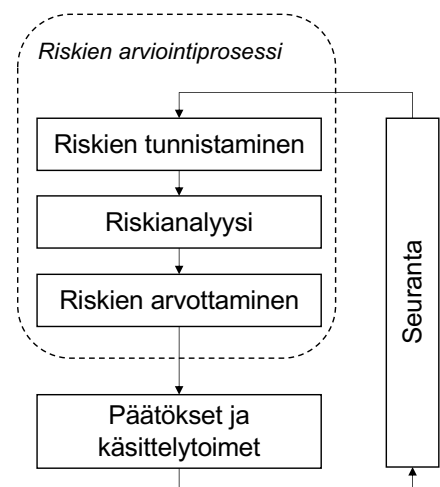 Riskien arviointiprosessi
Riskien tunnistaminen
Riskianalyysi
Riskien arvottaminen
Päätökset ja
käsittelytoimet
Seuranta